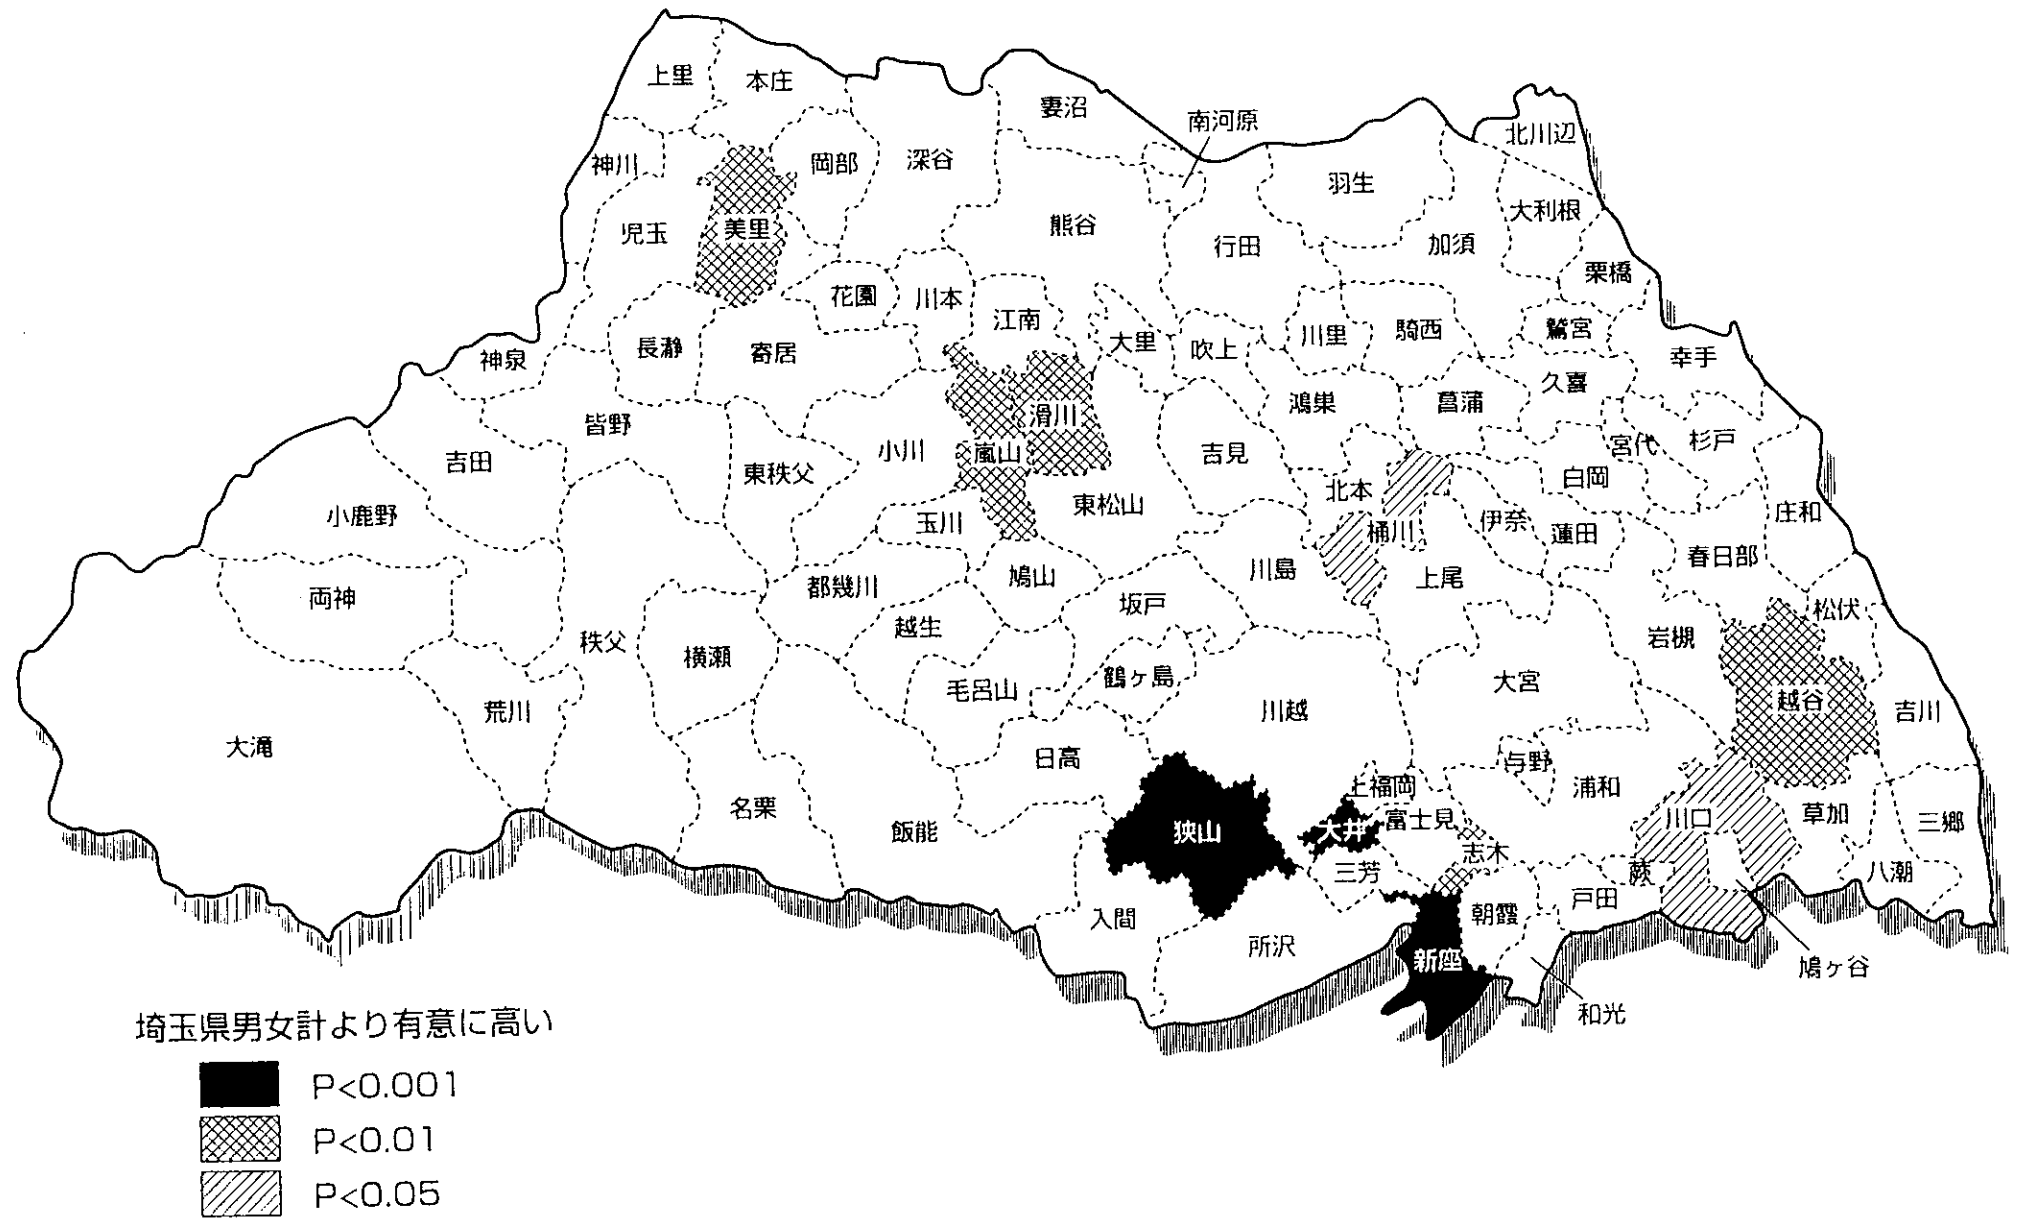 上里
本庄
妻沼
南河原
北川辺
神川
岡部
深谷
羽生
大利根
児玉
美里
熊谷
行田
加須
栗橋
花園
川本
江南
大里
吹上
川里
騎西
鷲宮
幸手
神泉
長瀞
寄居
久喜
鴻巣
菖蒲
皆野
滑川
吉田
東秩父
小川
嵐山
吉見
宮代
杉戸
白岡
北本
小鹿野
玉川
東松山
桶川
伊奈
蓮田
庄和
春日部
両神
都幾川
鳩山
川島
上尾
坂戸
松伏
越生
岩槻
秩父
横瀬
毛呂山
鶴ヶ島
大宮
越谷
荒川
川越
吉川
大滝
日高
与野
浦和
上福岡
名栗
飯能
狭山
大井
富士見
川口
草加
三郷
志木
三芳
蕨
八潮
戸田
入間
朝霞
所沢
新座
鳩ヶ谷
和光
埼玉県男女計より有意に高い
P<0.001
P<0.01
P<0.05